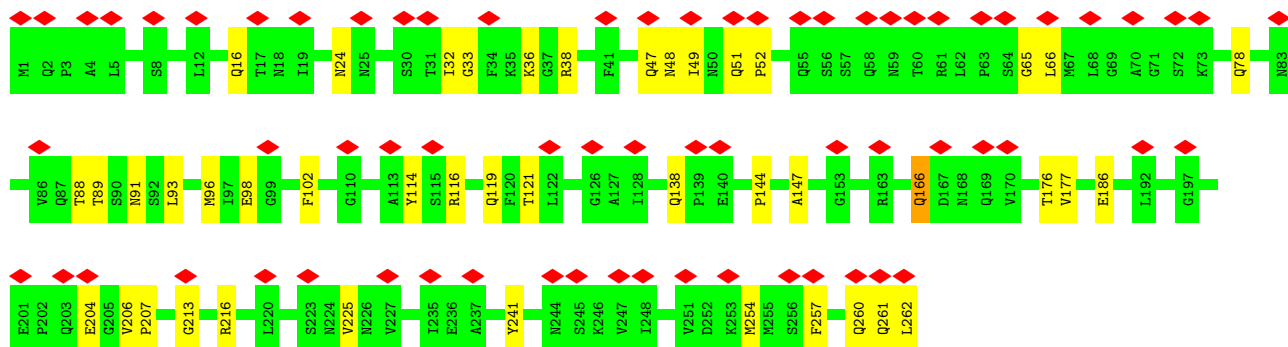 M1 Q2 P3 A4 L5 S8 L12 Q16 T17 N18 I19 N24 N25 S30 T31 I32 G33 F34 K35 K36 G37 R38 F41 Q47 N48 I49 N50 Q51 P52 Q55 S56 S57 Q58 N59 T60 R61 L62 P63 S64 G65 L66 M67 L68 G69 A70 G71 S72 K73 Q78 N83
V86 Q87 T88 T89 S90 N91 S92 L93 M96 I97 E98 G99 F102 G110 A113 Y114 S115 R116 Q119 F120 T121 L122 G126 A127 I128 Q138 P139 E140 P144 A147 G153 R163 Q166 D167 N168 Q169 V170 T176 V177 E186 L192 G197
E201 P202 Q203 E204 G205 V206 P207 G213 R216 L220 S223 N224 V225 N226 V227 I235 E236 A237 Y241 N244 S245 K246 V247 I248 V251 D252 K253 M254 M255 S256 F257 Q260 Q261 L262